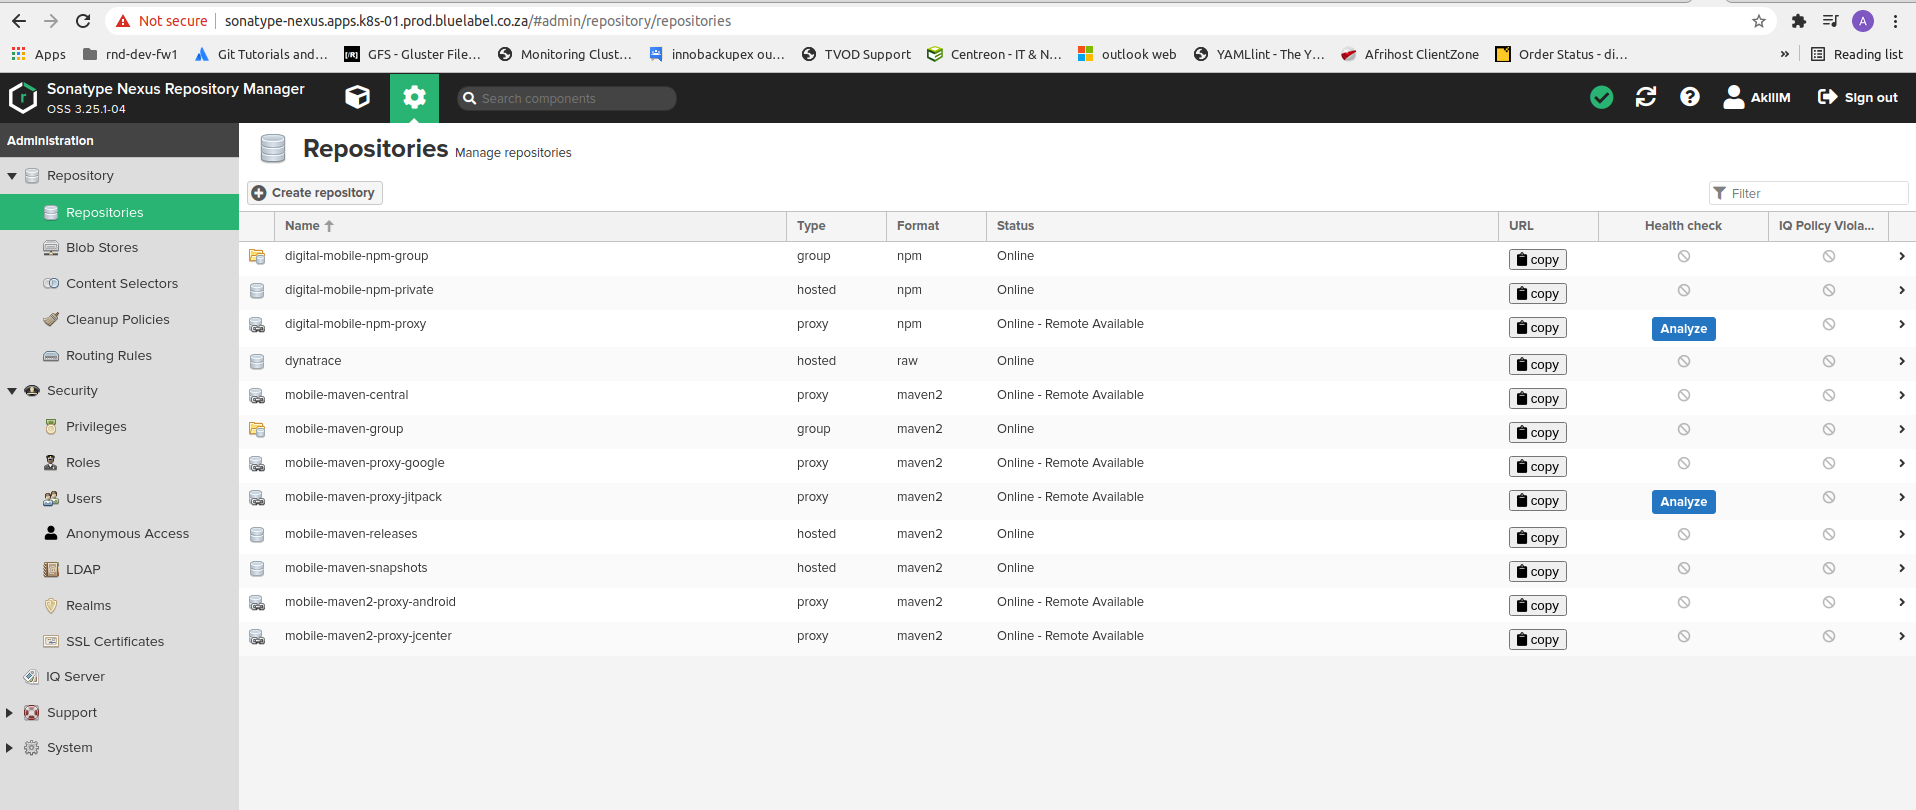 Not secure sonatype-nexus.apps.k8s-01.prod.bluelabel.co.za/#admin/repository/repositories A
Apps rnd-dev-fw1 Git Tutorials and... [/R] GFS - Gluster File... Monitoring Clust... innobackupex ou... TVOD Support Centreon - IT & N... outlook web YAMLlint - The Y... Afrihost ClientZone Order Status - di... » Reading list
Sonatype Nexus Repository Manager
OSS 3.25.1-04
Search components
AkilIM Sign out
Administration
Repository
Repositories
Blob Stores
Content Selectors
Cleanup Policies
Routing Rules
Security
Privileges
Roles
Users
Anonymous Access
LDAP
Realms
SSL Certificates
IQ Server
Support
System
Repositories Manage repositories
Create repository
Filter
Name Type Format Status URL Health check IQ Policy Viola...
digital-mobile-npm-group group npm Online copy
digital-mobile-npm-private hosted npm Online copy
digital-mobile-npm-proxy proxy npm Online - Remote Available copy Analyze
dynatrace hosted raw Online copy
mobile-maven-central proxy maven2 Online - Remote Available copy
mobile-maven-group group maven2 Online copy
mobile-maven-proxy-google proxy maven2 Online - Remote Available copy
mobile-maven-proxy-jitpack proxy maven2 Online - Remote Available copy Analyze
mobile-maven-releases hosted maven2 Online copy
mobile-maven-snapshots hosted maven2 Online copy
mobile-maven2-proxy-android proxy maven2 Online - Remote Available copy
mobile-maven2-proxy-jcenter proxy maven2 Online - Remote Available copy